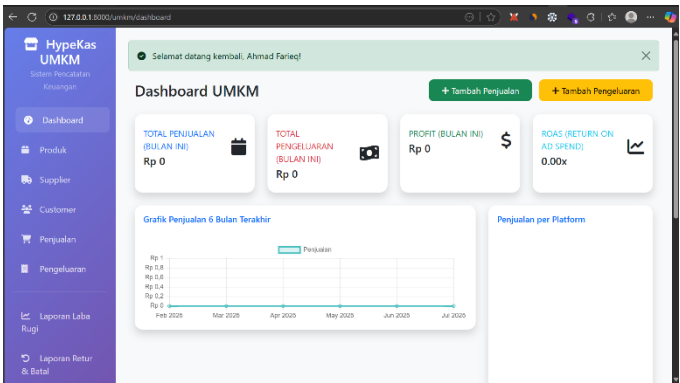 127.0.0.1:8000/umkm/dashboard
HypeKas
UMKM
Sistem Pencatatan
Keuangan
Dashboard
Produk
Supplier
Customer
Penjualan
Pengeluaran
Laporan Laba
Rugi
Laporan Retur
& Batal
Selamat datang kembali, Ahmad Farieq!
Dashboard UMKM
+ Tambah Penjualan
+ Tambah Pengeluaran
TOTAL PENJUALAN
(BULAN INI)
Rp 0
TOTAL
PENGELUARAN
(BULAN INI)
Rp 0
PROFIT (BULAN INI)
Rp 0
ROAS (RETURN ON
AD SPEND)
0.00x
Grafik Penjualan 6 Bulan Terakhir
Penjualan
Rp 1
Rp 0,8
Rp 0,6
Rp 0,4
Rp 0,2
Rp 0
Feb 2025
Mar 2025
Apr 2025
May 2025
Jun 2025
Jul 2025
Penjualan per Platform